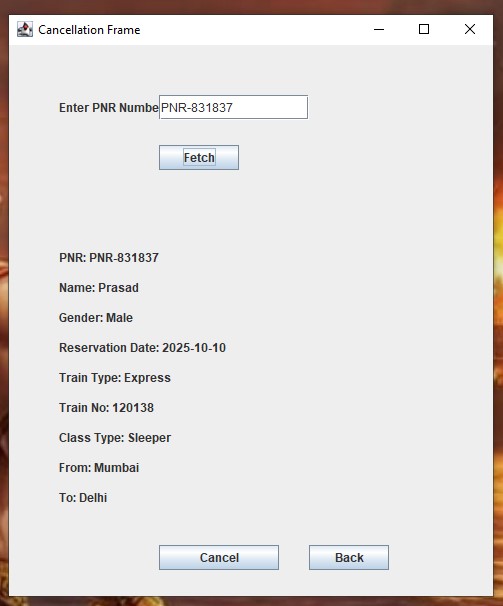 Cancellation Frame
Enter PNR Numbe PNR-831837
Fetch
PNR: PNR-831837
Name: Prasad
Gender: Male
Reservation Date: 2025-10-10
Train Type: Express
Train No: 120138
Class Type: Sleeper
From: Mumbai
To: Delhi
Cancel Back